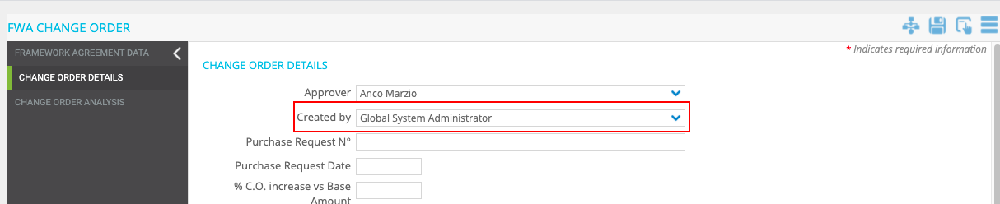 FWA CHANGE ORDER
* Indicates required information
FRAMEWORK AGREEMENT DATA
CHANGE ORDER DETAILS
CHANGE ORDER ANALYSIS
CHANGE ORDER DETAILS
Approver Anco Marzio
Created by Global System Administrator
Purchase Request N°
Purchase Request Date
% C.O. increase vs Base
Amount